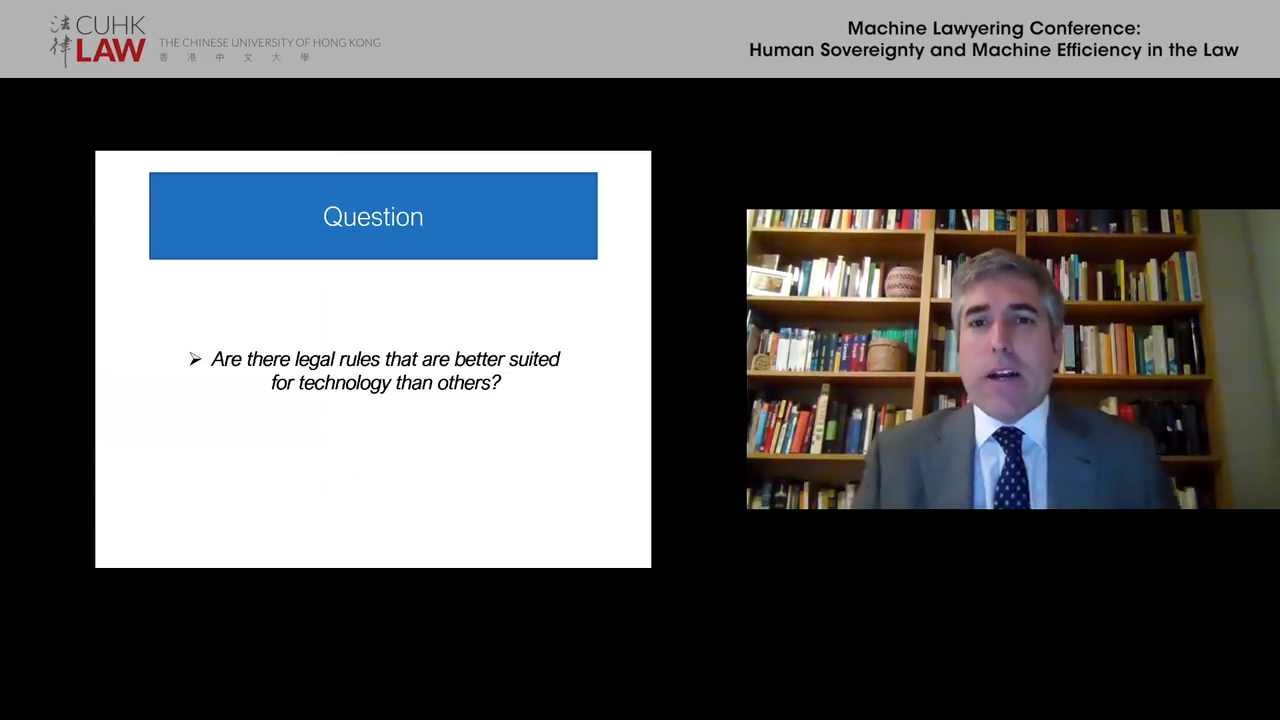 法律
CUHK
LAW
THE CHINESE UNIVERSITY OF HONG KONG
香港中文大學
Machine Lawyering Conference:
Human Sovereignty and Machine Efficiency in the Law
Question
➢ Are there legal rules that are better suited
for technology than others?